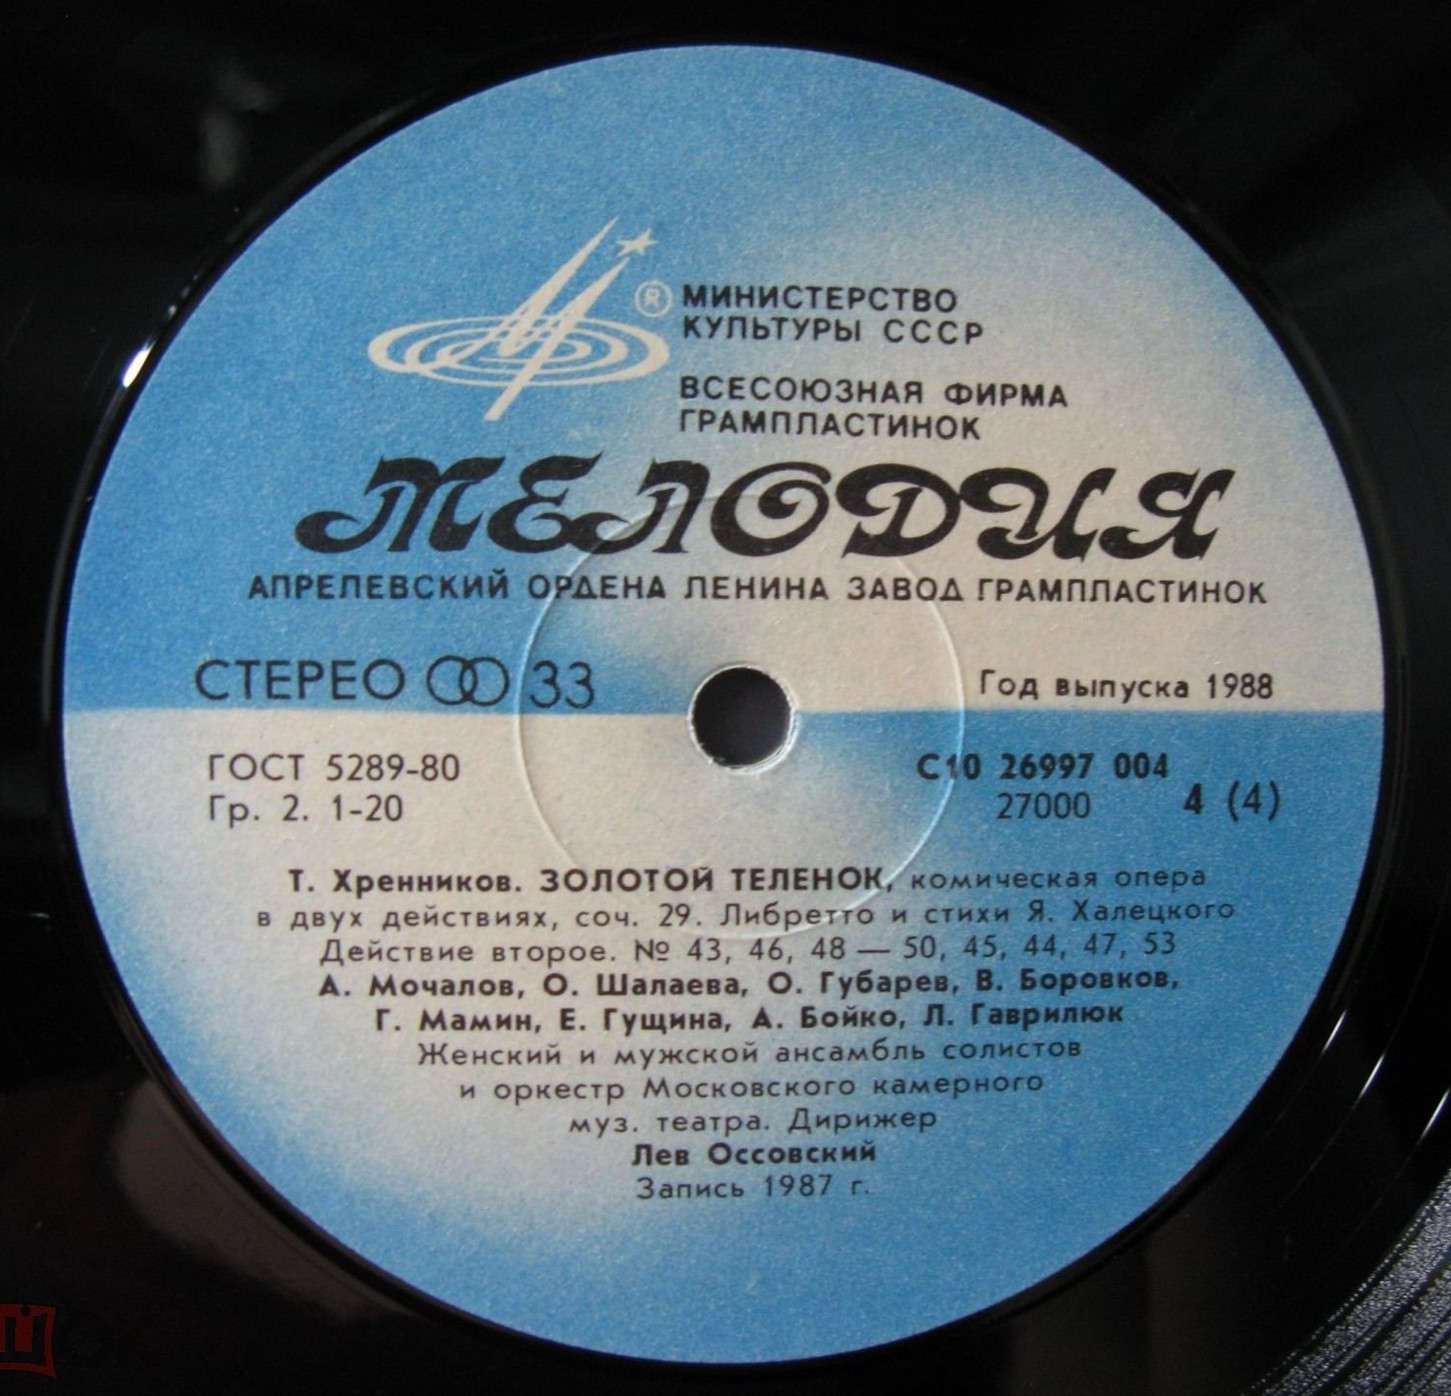 ®
МИНИСТЕРСТВО
КУЛЬТУРЫ СССР
ВСЕСОЮЗНАЯ ФИРМА
ГРАМПЛАСТИНОК
МЕЛОДИЯ
АПРЕЛЕВСКИЙ ОРДЕНА ЛЕНИНА ЗАВОД ГРАМПЛАСТИНОК
СТЕРЕО 33
Год выпуска 1988
ГОСТ 5289-80
Гр. 2. 1-20
С10 26997 004
27000 4 (4)
Т. Хренников. ЗОЛОТОЙ ТЕЛЕНОК, комическая опера
в двух действиях, соч. 29. Либретто и стихи Я. Халецкого
Действие второе. № 43, 46, 48 — 50, 45, 44, 47, 53
А. Мочалов, О. Шалаева, О. Губарев, В. Боровков,
Г. Мамин, Е. Гущина, А. Бойко, Л. Гаврилюк
Женский и мужской ансамбль солистов
и оркестр Московского камерного
муз. театра. Дирижер
Лев Оссовский
Запись 1987 г.